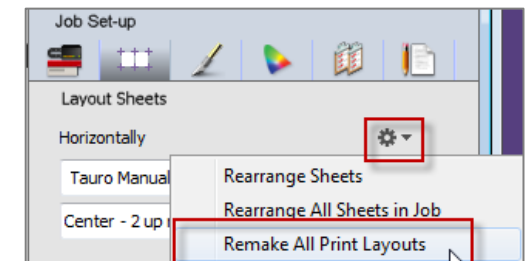 Job Set-up
Layout Sheets
Horizontally
Tauro Manual
Rearrange Sheets
Rearrange All Sheets in Job
Center - 2 up
Remake All Print Layouts